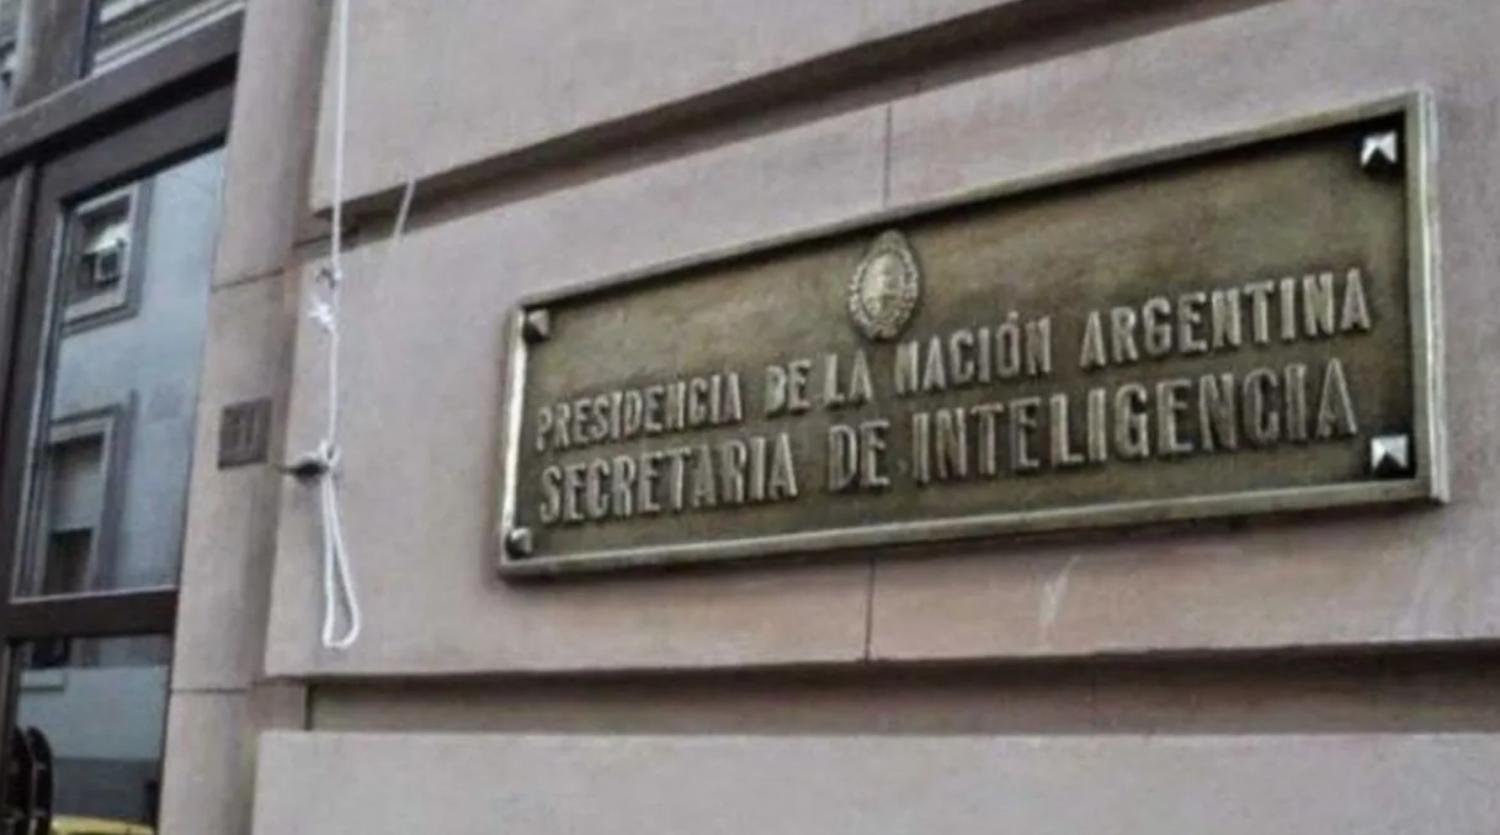 PRESIDENCIA DE LA NACIÓN ARGENTINA
SECRETARIA DE INTELIGENCIA